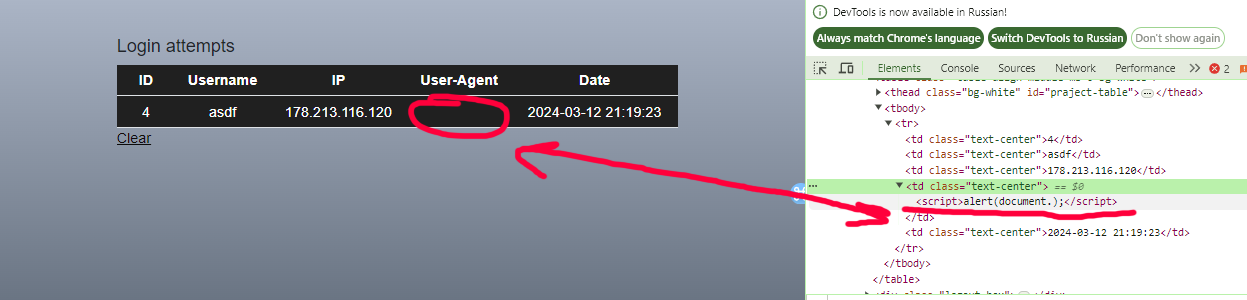 Login attempts
ID Username IP User-Agent Date
4 asdf 178.213.116.120 2024-03-12 21:19:23
Clear
DevTools is now available in Russian!
Always match Chrome's language Switch DevTools to Russian Don't show again
Elements Console Sources Network Performance 2
<thead class="bg-white" id="praject-table"> … </thead>
<tbody>
<tr>
<td class="text-center">4</td>
<td class="text-center">asdf</td>
<td class="text-center">178.213.116.120</td>
<td class="text-center"> == $0
<script>alert(document.);</script>
</td>
<td class="text-center">2024-03-12 21:19:23</td>
</tr>
</tbody>
</table>